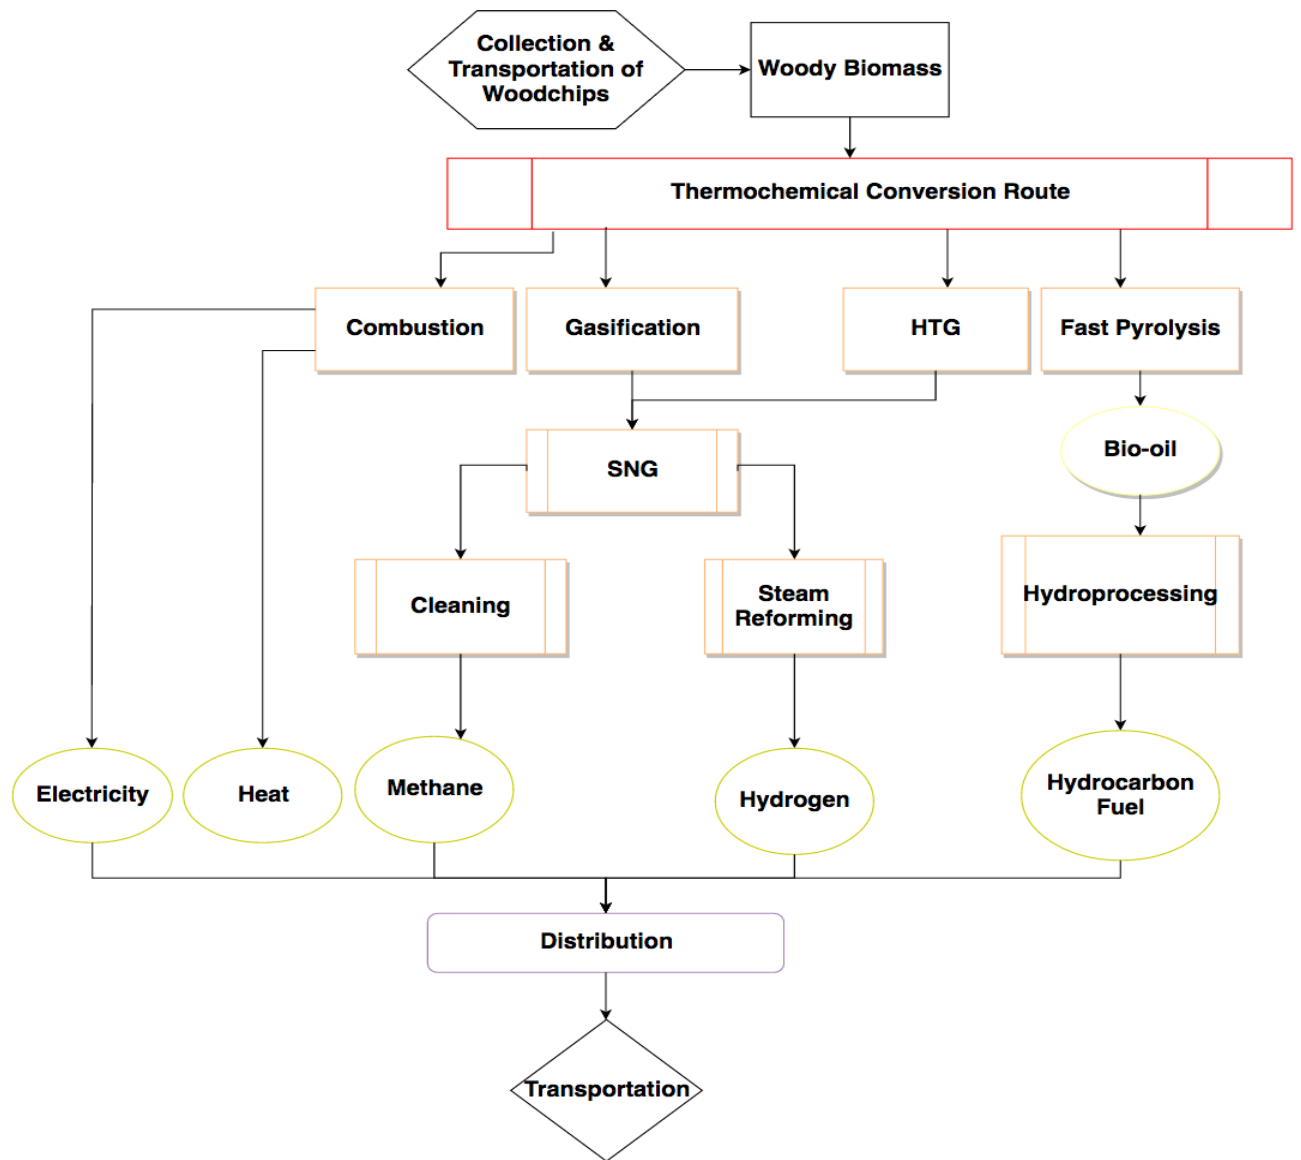 Collection &
Transportation of
Woodchips
Woody Biomass
Thermochemical Conversion Route
Combustion
Gasification
HTG
Fast Pyrolysis
Bio-oil
SNG
Cleaning
Steam
Reforming
Hydroprocessing
Electricity
Heat
Methane
Hydrogen
Hydrocarbon
Fuel
Distribution
Transportation